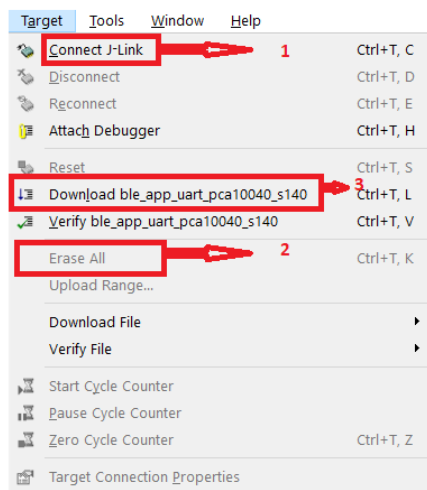 Target Tools Window Help
Connect J-Link 1 Ctrl+T, C
Disconnect Ctrl+T, D
Reconnect Ctrl+T, E
Attach Debugger Ctrl+T, H
Reset Ctrl+T, S
Download ble_app_uart_pca10040_s140 3 Ctrl+T, L
Verify ble_app_uart_pca10040_s140 Ctrl+T, V
Erase All 2 Ctrl+T, K
Upload Range...
Download File
Verify File
Start Cycle Counter
Pause Cycle Counter
Zero Cycle Counter Ctrl+T, Z
Target Connection Properties